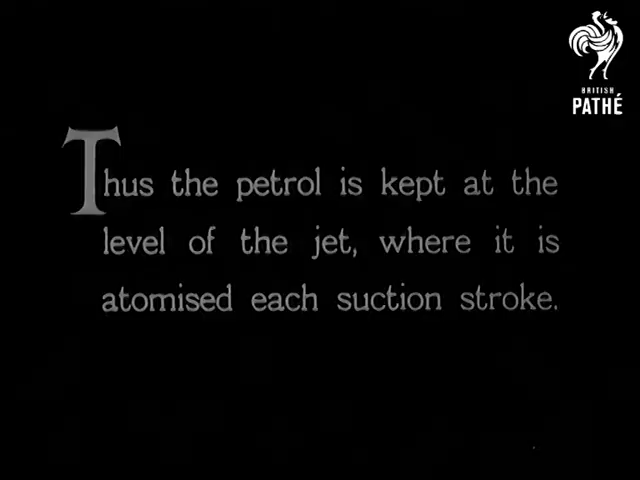 BRITISH
PATHÉ
Thus the petrol is kept at the
level of the jet, where it is
atomised each suction stroke.